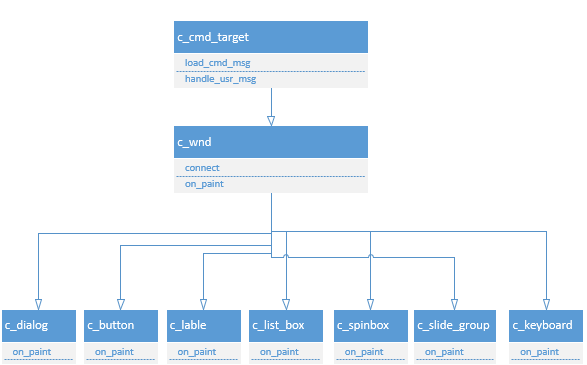 c_cmd_target
load_cmd_msg
handle_usr_msg
c_wnd
connect
on_paint
c_dialog
c_button
c_lable
c_list_box
c_spinbox
c_slide_group
c_keyboard
on_paint
on_paint
on_paint
on_paint
on_paint
on_paint
on_paint